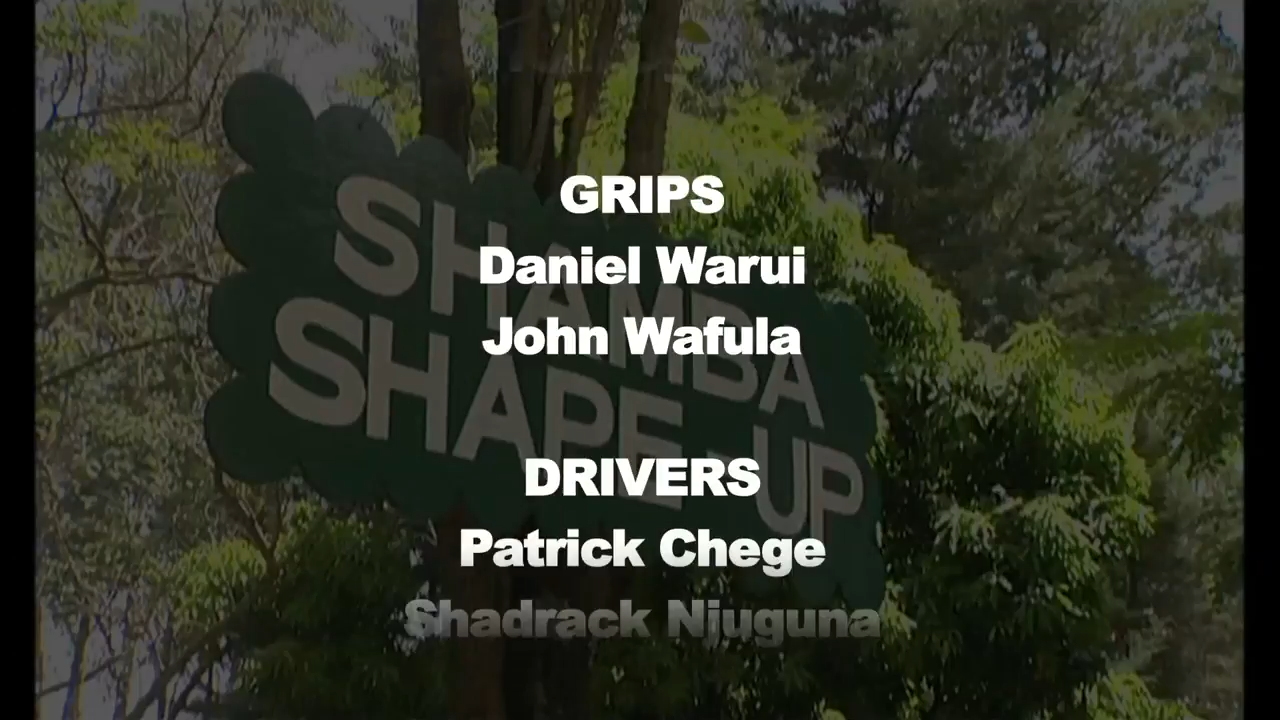 GRIPS
Daniel Warui
John Wafula
DRIVERS
Patrick Chege
Shadrack Njuguna
SHAMBA
SHAPE-UP